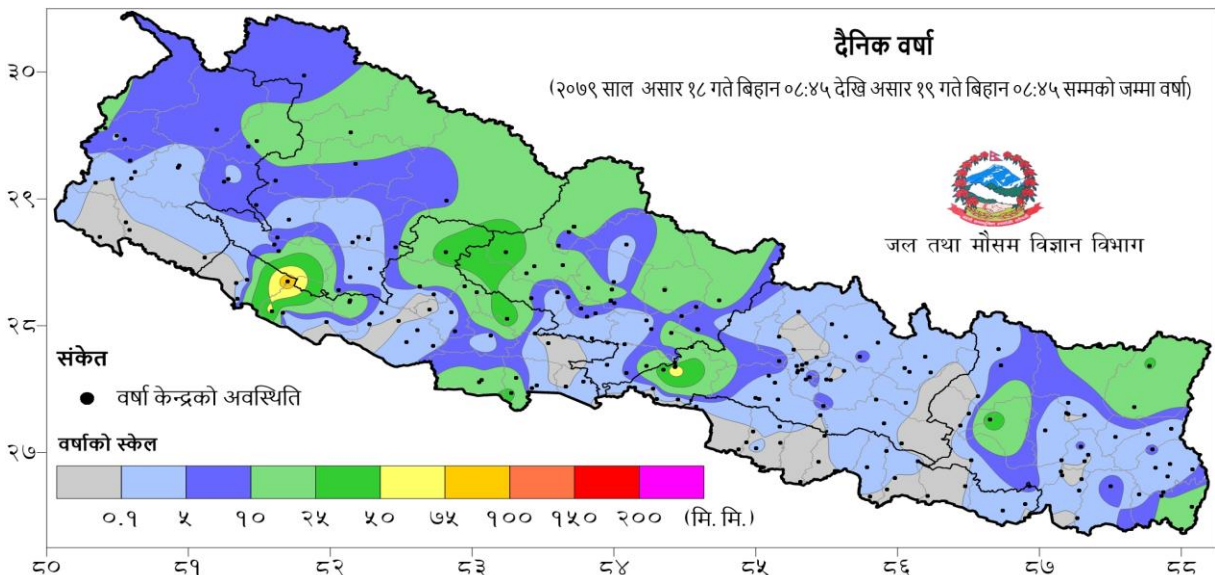 दैनिक वर्षा
(२०७९ साल असार १८ गते बिहान ०८:४५ देखि असार १९ गते बिहान ०८:४५ सम्मको जम्मा वर्षा)
जल तथा मौसम विज्ञान विभाग
३०
२९
२८
२७
संकेत
वर्षा केन्द्रको अवस्थिति
वर्षाको स्केल
०.१ ५ १० २५ ५० ७५ १०० १५० २०० (मि. मि.)
८० ८१ ८२ ८३ ८४ ८५ ८६ ८७ ८८